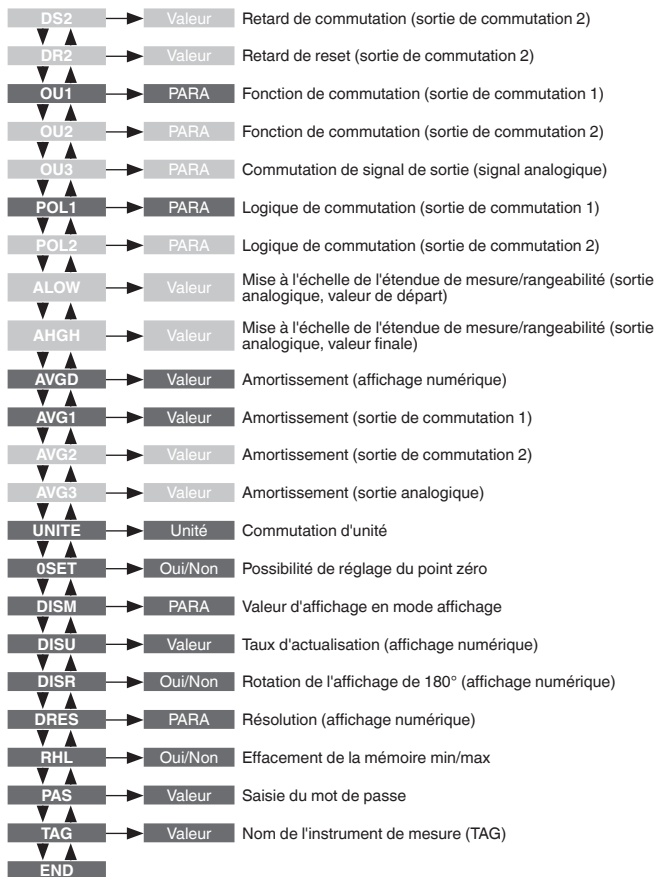 DS2 Valeur Retard de commutation (sortie de commutation 2)
DR2 Valeur Retard de reset (sortie de commutation 2)
OU1 PARA Fonction de commutation (sortie de commutation 1)
OU2 PARA Fonction de commutation (sortie de commutation 2)
OU3 PARA Commutation de signal de sortie (signal analogique)
POL1 PARA Logique de commutation (sortie de commutation 1)
POL2 PARA Logique de commutation (sortie de commutation 2)
ALOW Valeur Mise à l'échelle de l'étendue de mesure/rangeabilité (sortie
analogique, valeur de départ)
AHGH Valeur Mise à l'échelle de l'étendue de mesure/rangeabilité (sortie
analogique, valeur finale)
AVGD Valeur Amortissement (affichage numérique)
AVG1 Valeur Amortissement (sortie de commutation 1)
AVG2 Valeur Amortissement (sortie de commutation 2)
AVG3 Valeur Amortissement (sortie analogique)
UNITE Unité Commutation d'unité
0SET Oui/Non Possibilité de réglage du point zéro
DISM PARA Valeur d'affichage en mode affichage
DISU Valeur Taux d'actualisation (affichage numérique)
DISR Oui/Non Rotation de l'affichage de 180° (affichage numérique)
DRES PARA Résolution (affichage numérique)
RHL Oui/Non Effacement de la mémoire min/max
PAS Valeur Saisie du mot de passe
TAG Valeur Nom de l'instrument de mesure (TAG)
END